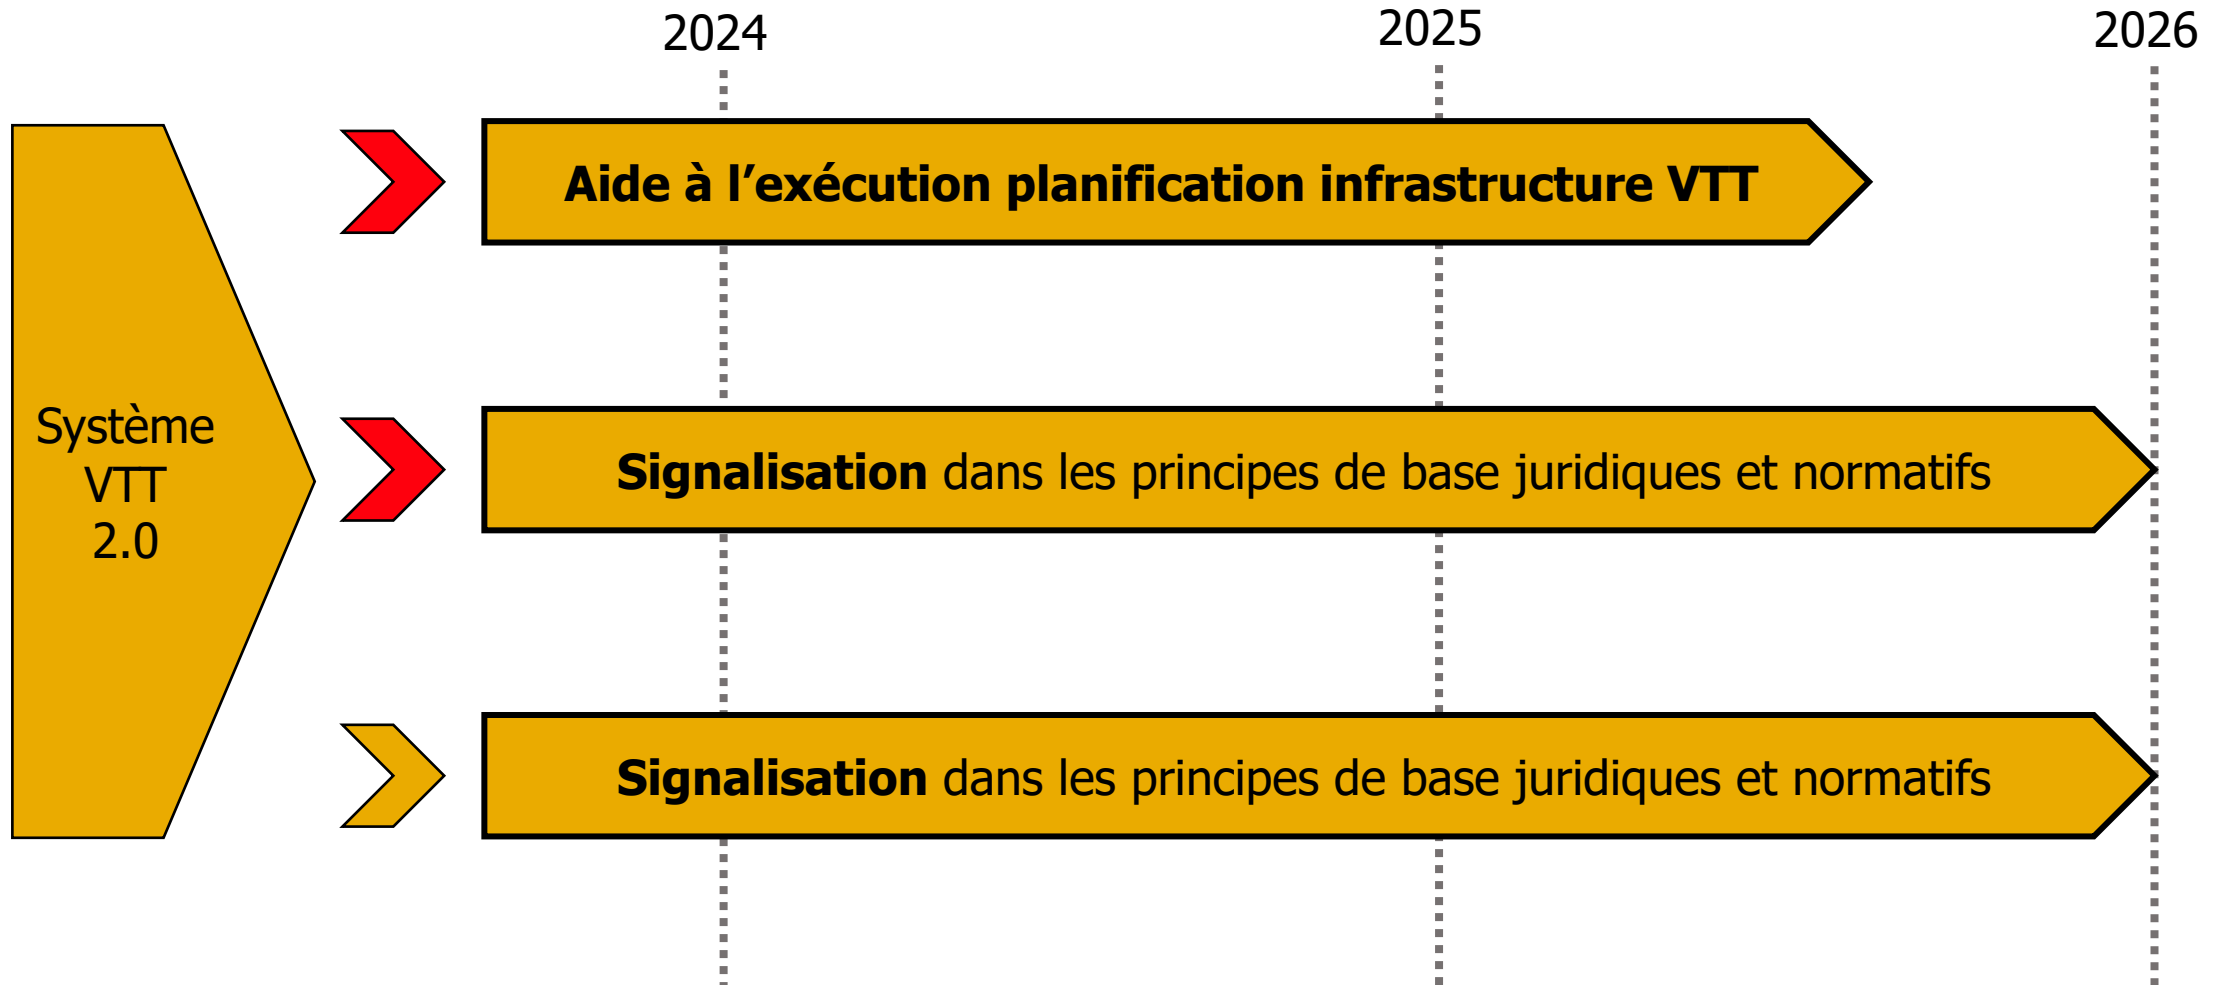 2024
2025
2026
Aide à l’exécution planification infrastructure VTT
Système
VTT
2.0
Signalisation dans les principes de base juridiques et normatifs
Signalisation dans les principes de base juridiques et normatifs